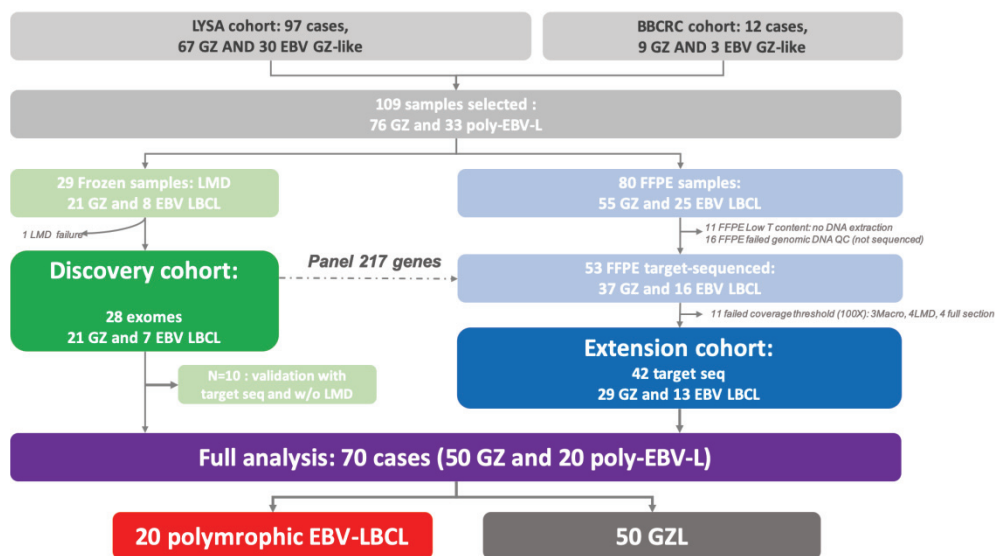 LYSA cohort: 97 cases,
67 GZ AND 30 EBV GZ-like
BBCRC cohort: 12 cases,
9 GZ AND 3 EBV GZ-like
109 samples selected :
76 GZ and 33 poly-EBV-L
29 Frozen samples: LMD
21 GZ and 8 EBV LBCL
80 FFPE samples:
55 GZ and 25 EBV LBCL
1 LMD failure
11 FFPE Low T content: no DNA extraction
16 FFPE failed genomic DNA QC (not sequenced)
Discovery cohort:
28 exomes
21 GZ and 7 EBV LBCL
Panel 217 genes
53 FFPE target-sequenced:
37 GZ and 16 EBV LBCL
11 failed coverage threshold (100X): 3Macro, 4LMD, 4 full section
N=10 : validation with
target seq and w/o LMD
Extension cohort:
42 target seq
29 GZ and 13 EBV LBCL
Full analysis: 70 cases (50 GZ and 20 poly-EBV-L)
20 polymrophic EBV-LBCL
50 GZL